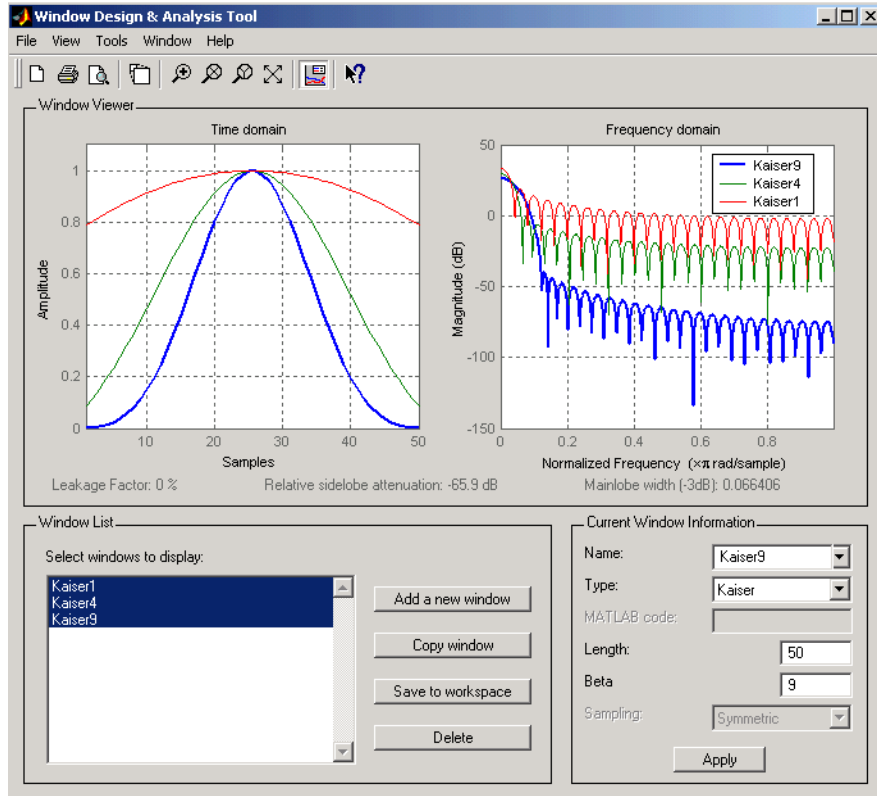 Window Design & Analysis Tool
File View Tools Window Help
Window Viewer
Time domain
Frequency domain
1
0.8
0.6
0.4
0.2
0
10 20 30 40 50
Amplitude
Samples
50
0
-50
-100
-150
0 0.2 0.4 0.6 0.8
Magnitude (dB)
Normalized Frequency (×π rad/sample)
Kaiser9
Kaiser4
Kaiser1
Leakage Factor: 0 %
Relative sidelobe attenuation: -65.9 dB
Mainlobe width (-3dB): 0.066406
Window List
Select windows to display:
Kaiser1
Kaiser4
Kaiser9
Add a new window
Copy window
Save to workspace
Delete
Current Window Information
Name: Kaiser9
Type: Kaiser
MATLAB code:
Length: 50
Beta 9
Sampling: Symmetric
Apply